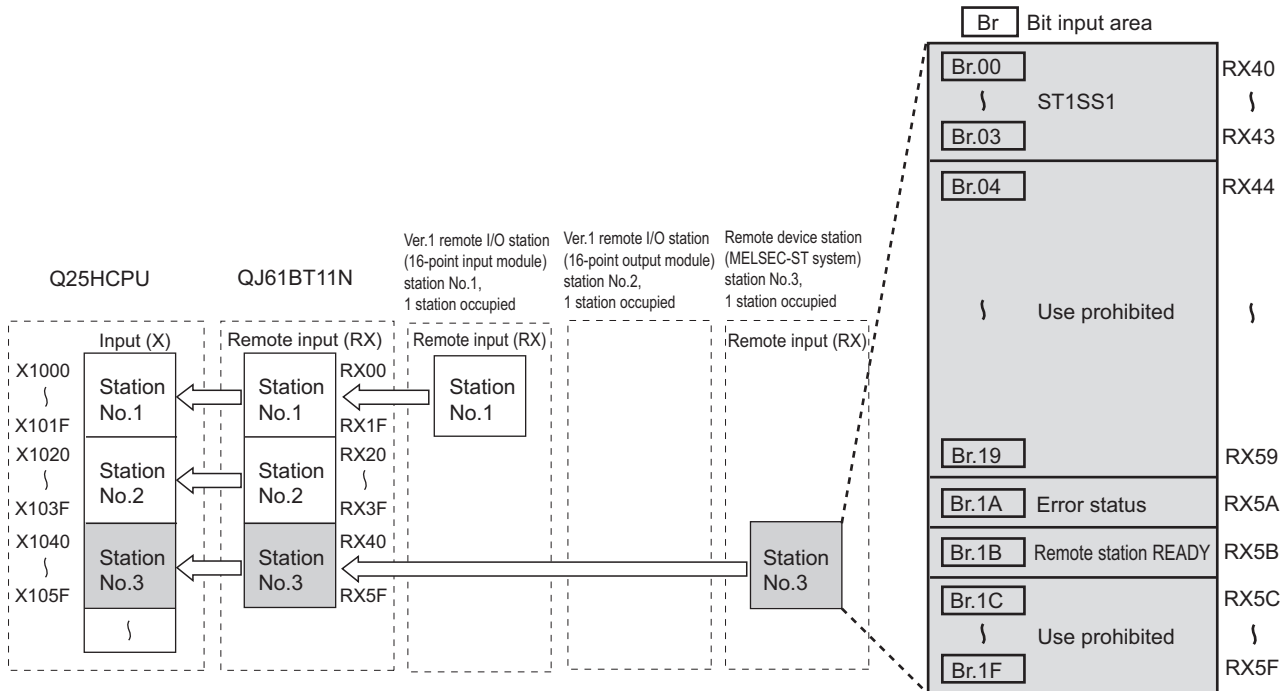 Br Bit input area
Br.00 RX40
ST1SS1
Br.03 RX43
Br.04 RX44
Use prohibited
Br.19 RX59
Br.1A Error status RX5A
Br.1B Remote station READY RX5B
Br.1C RX5C
Use prohibited
Br.1F RX5F
Q25HCPU
QJ61BT11N
Ver.1 remote I/O station
(16-point input module)
station No.1,
1 station occupied
Ver.1 remote I/O station
(16-point output module)
station No.2,
1 station occupied
Remote device station
(MELSEC-ST system)
station No.3,
1 station occupied
Input (X)
Remote input (RX)
Remote input (RX)
Remote input (RX)
X1000
X101F
Station
No.1
Station
No.1
RX00
RX1F
Station
No.1
X1020
X103F
Station
No.2
Station
No.2
RX20
RX3F
X1040
X105F
Station
No.3
Station
No.3
RX40
RX5F
Station
No.3